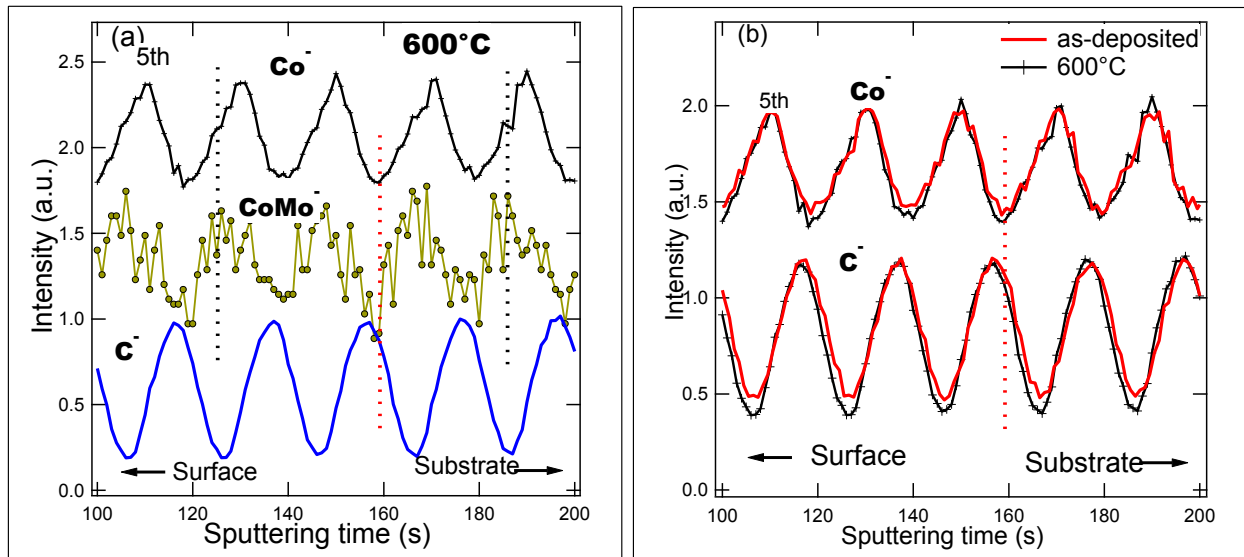 (a)
600°C
5th
Co-
CoMo-
C-
Surface
Substrate
Intensity (a.u.)
2.5
2.0
1.5
1.0
0.5
0.0
100
120
140
160
180
200
Sputtering time (s)
(b)
as-deposited
600°C
5th
Co-
C-
Surface
Substrate
Intensity (a.u.)
2.0
1.5
1.0
0.5
0.0
100
120
140
160
180
200
Sputtering time (s)